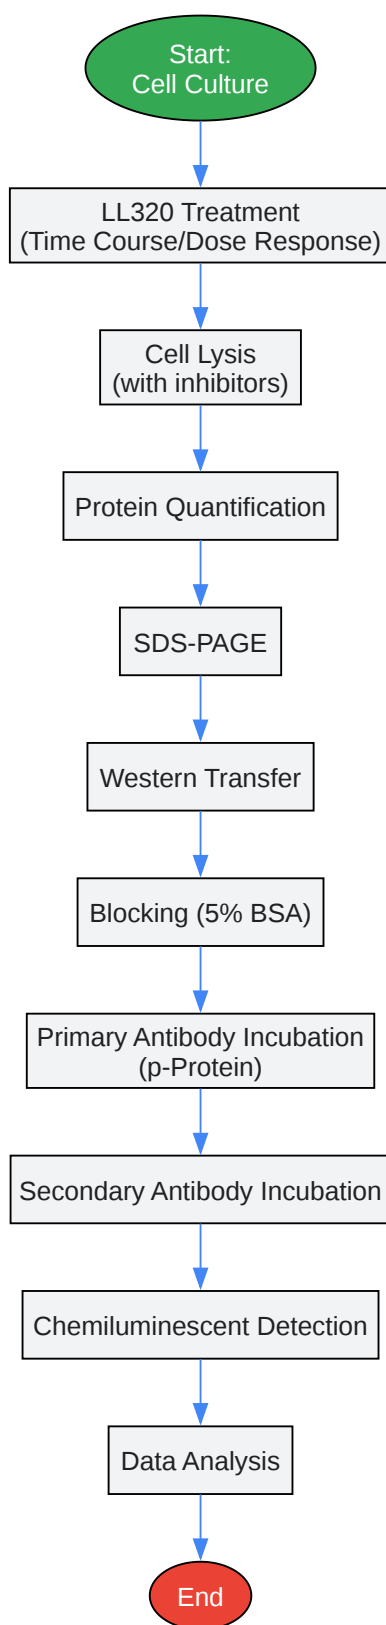 Start:
Cell Culture
LL320 Treatment
(Time Course/Dose Response)
Cell Lysis
(with inhibitors)
Protein Quantification
SDS-PAGE
Western Transfer
Blocking (5% BSA)
Primary Antibody Incubation
(p-Protein)
Secondary Antibody Incubation
Chemiluminescent Detection
Data Analysis
End